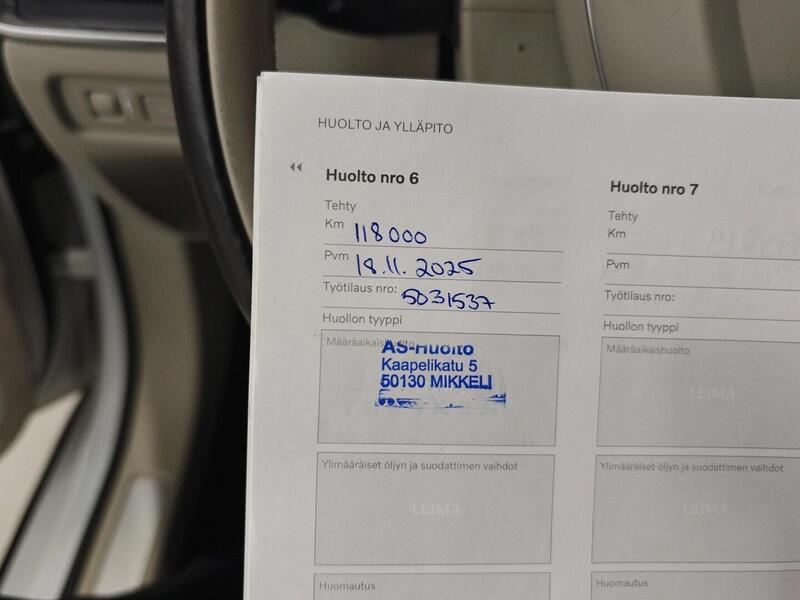 HUOLTO JA YLLÄPITO
Huolto nro 6
Tehty
Km 118000
Pvm 18.11. 2025
Työtilaus nro: 5031537
Huollon tyyppi
Määräaikaishuolto
AS-Huolto
Kaapelikatu 5
50130 MIKKELI
Ylimääräiset öljyn ja suodattimen vaihdot
LEIMA
Huomautus
Huolto nro 7
Tehty
Km
Pvm
Työtilaus nro:
Huollon tyyppi
Määräaikaishuolto
LEIMA
Ylimääräiset öljyn ja suodattimen vaihdot
LEIMA
Huomautus